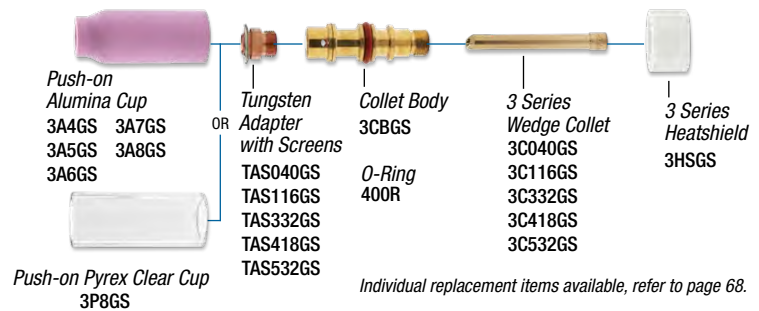 Push-on
Alumina Cup
3A4GS 3A7GS
3A5GS 3A8GS
3A6GS
OR
Push-on Pyrex Clear Cup
3P8GS
Tungsten
Adapter
with Screens
TAS040GS
TAS116GS
TAS332GS
TAS418GS
TAS532GS
Collet Body
3CBGS
O-Ring
400R
3 Series
Wedge Collet
3C040GS
3C116GS
3C332GS
3C418GS
3C532GS
3 Series
Heatshield
3HSGS
Individual replacement items available, refer to page 68.